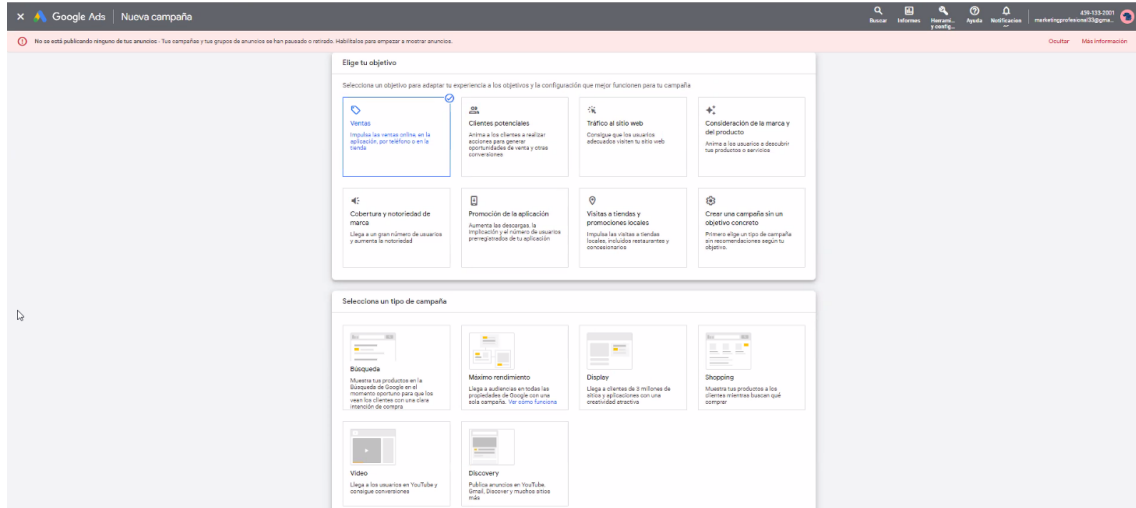 × Google Ads | Nueva campaña
Buscar Informes Herrami... y config... Ayuda Notificacion 439-133-2001
marketingprofesional33@gma...
No se está publicando ninguno de tus anuncios - Tus campañas y tus grupos de anuncios se han pausado o retirado. Habilítalos para empezar a mostrar anuncios. Ocultar Más información
Elige tu objetivo
Selecciona un objetivo para adaptar tu experiencia a los objetivos y la configuración que mejor funcionen para tu campaña
Ventas
Impulsa las ventas online, en la
aplicación, por teléfono o en la
tienda
Clientes potenciales
Anima a los clientes a realizar
acciones para generar
oportunidades de venta y otras
conversiones
Tráfico al sitio web
Consigue que los usuarios
adecuados visiten tu sitio web
Consideración de la marca y
del producto
Anima a los usuarios a descubrir
tus productos o servicios
Cobertura y notoriedad de
marca
Llega a un gran número de usuarios
y aumenta la notoriedad
Promoción de la aplicación
Aumenta las descargas, la
implicación y el número de usuarios
prerregistrados de tu aplicación
Visitas a tiendas y
promociones locales
Impulsa las visitas a tiendas
locales, incluidos restaurantes y
concesionarios
Crear una campaña sin un
objetivo concreto
Primero elige un tipo de campaña
sin recomendaciones según tu
objetivo.
Selecciona un tipo de campaña
Búsqueda
Muestra tus productos en la
Búsqueda de Google en el
momento oportuno para que los
vean los clientes con una clara
intención de compra
Máximo rendimiento
Llega a audiencias en todas las
propiedades de Google con una
sola campaña. Ver cómo funciona
Display
Llega a clientes de 3 millones de
sitios y aplicaciones con una
creatividad atractiva
Shopping
Muestra tus productos a los
clientes mientras buscan qué
comprar
Vídeo
Llega a los usuarios en YouTube y
consigue conversiones
Discovery
Publica anuncios en YouTube,
Gmail, Discover y muchos sitios
más